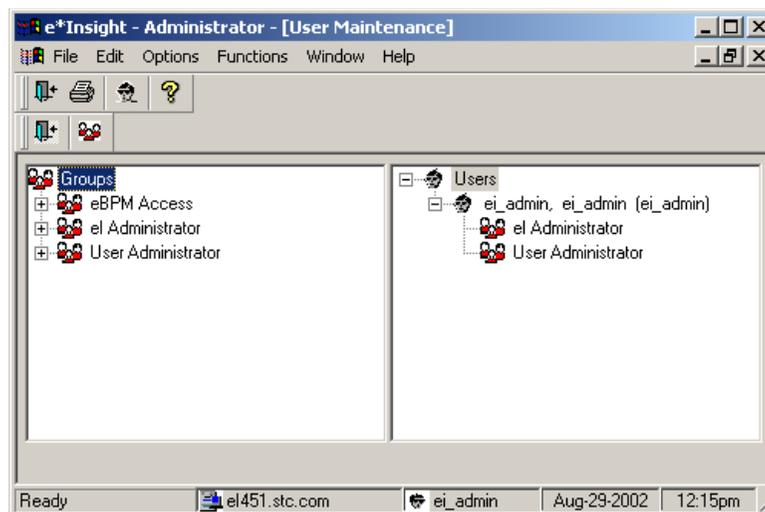 e*Insight - Administrator - [User Maintenance]
File Edit Options Functions Window Help
Groups
eBPM Access
eI Administrator
User Administrator
Users
ei_admin, ei_admin (ei_admin)
eI Administrator
User Administrator
Ready eI451.stc.com ei_admin Aug-29-2002 12:15pm